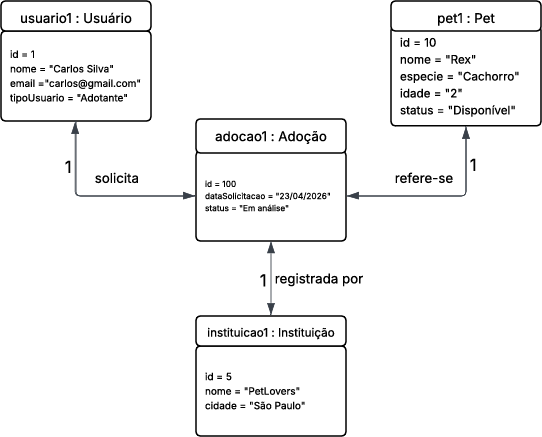 usuario1 : Usuário
id = 1
nome = "Carlos Silva"
email ="carlos@gmail.com"
tipoUsuario = "Adotante"
pet1 : Pet
id = 10
nome = "Rex"
especie = "Cachorro"
idade = "2"
status = "Disponível"
1
solicita
adocao1 : Adoção
id = 100
dataSolicitacao = "23/04/2026"
status = "Em análise"
refere-se
1
1
registrada por
instituicao1 : Instituição
id = 5
nome = "PetLovers"
cidade = "São Paulo"